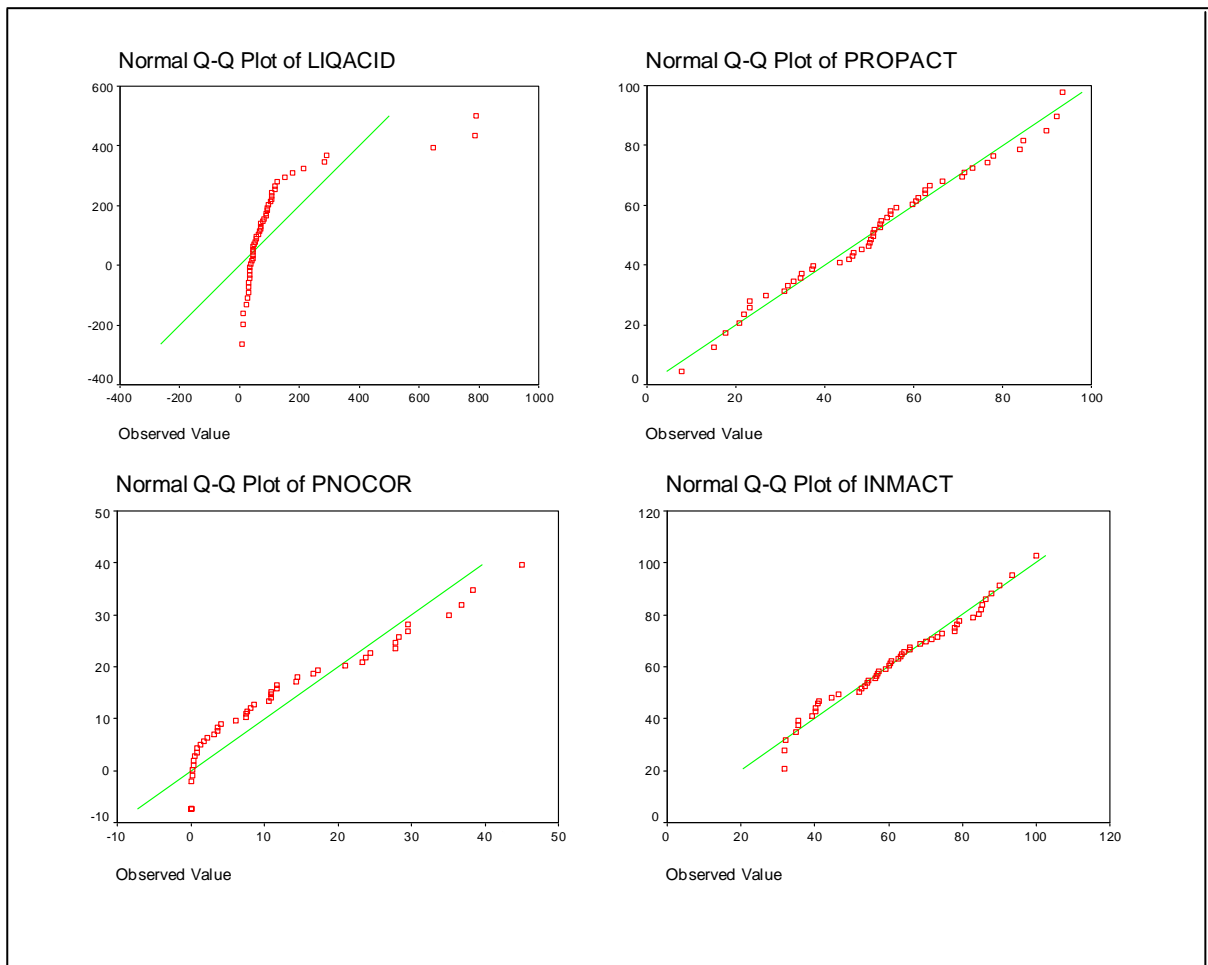 Normal Q-Q Plot of LIQACID
600
400
200
0
-200
-400
-400 -200 0 200 400 600 800 1000
Observed Value
Normal Q-Q Plot of PROPACT
100
80
60
40
20
0
0 20 40 60 80 100
Observed Value
Normal Q-Q Plot of PNOCOR
50
40
30
20
10
0
-10
-10 0 10 20 30 40 50
Observed Value
Normal Q-Q Plot of INMACT
120
100
80
60
40
20
0
0 20 40 60 80 100 120
Observed Value